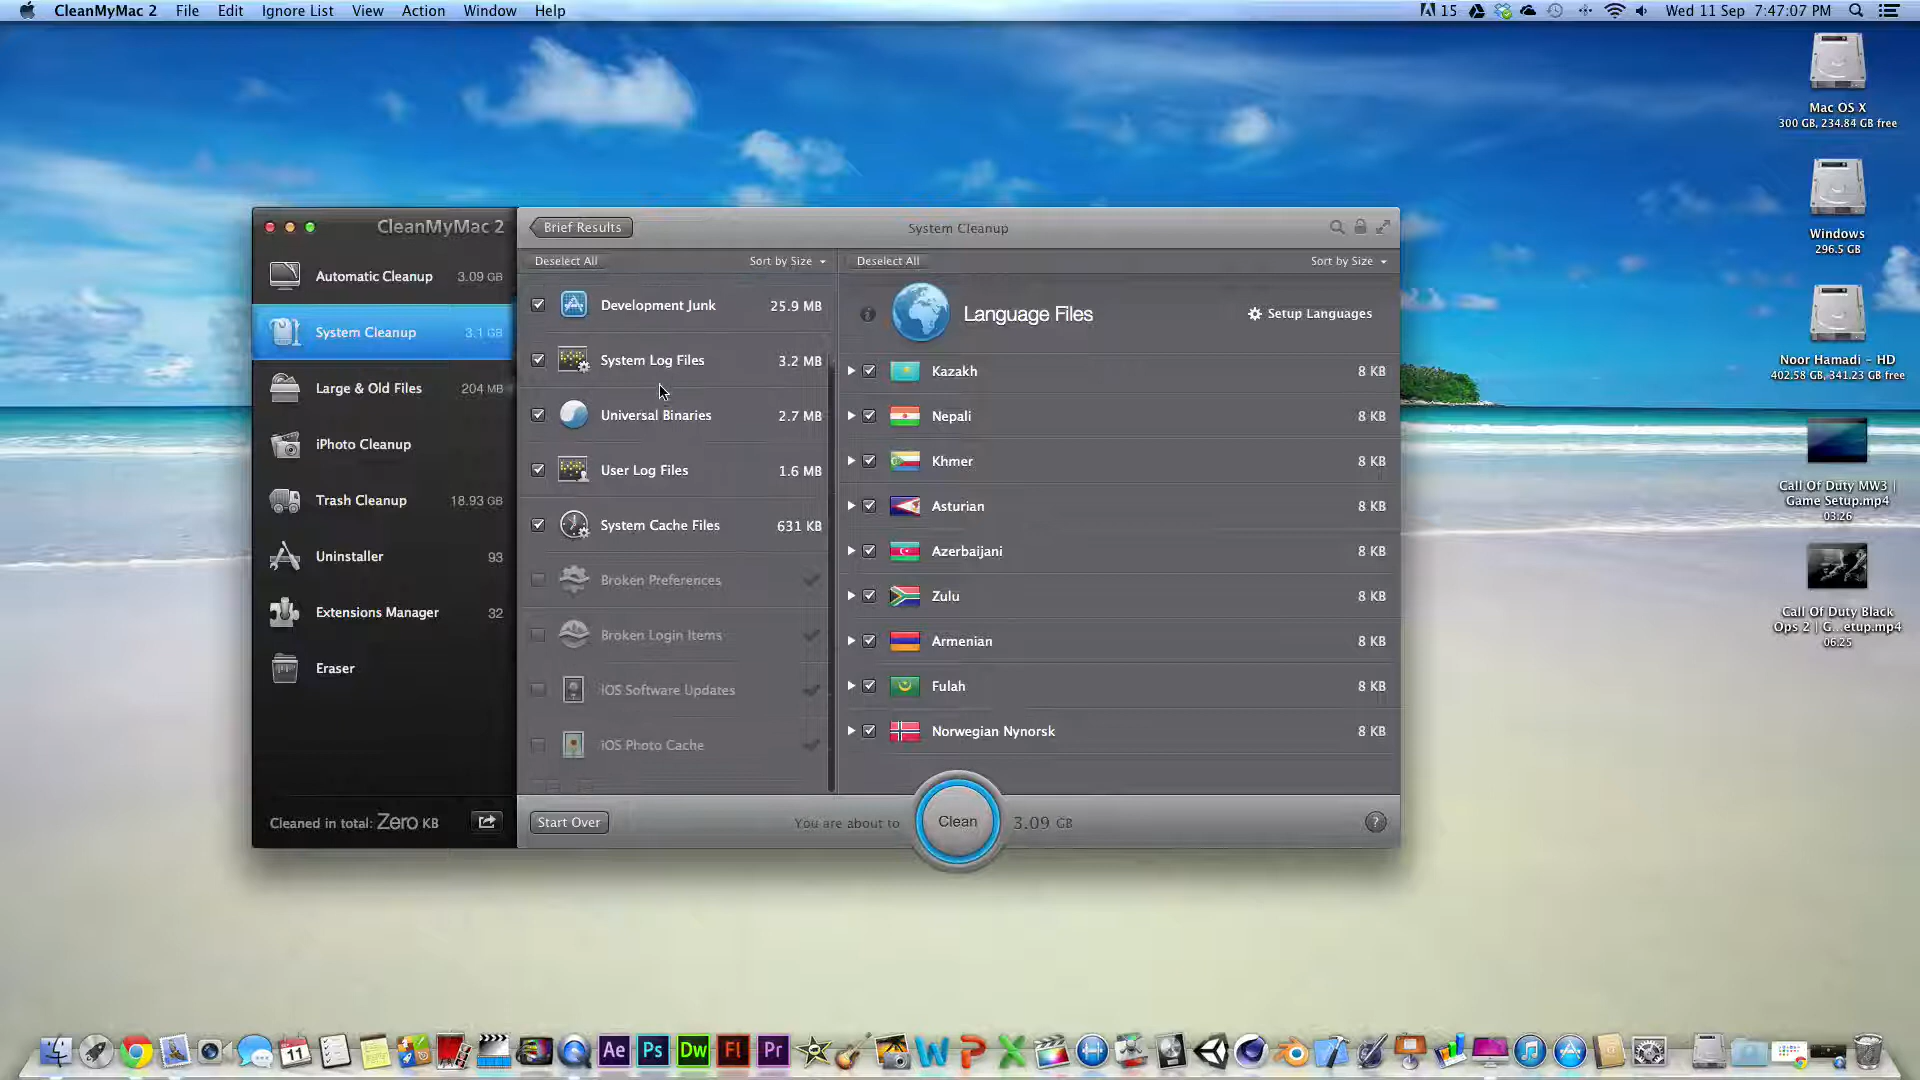 CleanMyMac 2 File Edit Ignore List View Action Window Help
15 Wed 11 Sep 7:47:07 PM
Mac OS X
300 GB, 234.84 GB free
Windows
296.5 GB
Noor Hamadi - HD
402.58 GB, 341.23 GB free
Call Of Duty MW3 |
Game Setup.mp4
03:26
Call Of Duty Black
Ops 2 | G...etup.mp4
06:25
CleanMyMac 2
Automatic Cleanup 3.09 GB
System Cleanup 3.1 GB
Large & Old Files 204 MB
iPhoto Cleanup
Trash Cleanup 18.93 GB
Uninstaller 93
Extensions Manager 32
Eraser
Cleaned in total: Zero KB
Brief Results
System Cleanup
Deselect All Sort by Size
Development Junk 25.9 MB
System Log Files 3.2 MB
Universal Binaries 2.7 MB
User Log Files 1.6 MB
System Cache Files 631 KB
Broken Preferences
Broken Login Items
iOS Software Updates
iOS Photo Cache
Deselect All Sort by Size
Language Files
Setup Languages
Kazakh 8 KB
Nepali 8 KB
Khmer 8 KB
Asturian 8 KB
Azerbaijani 8 KB
Zulu 8 KB
Armenian 8 KB
Fulah 8 KB
Norwegian Nynorsk 8 KB
Start Over
You are about to Clean 3.09 GB
?
11
Ae Ps Dw Fl Pr